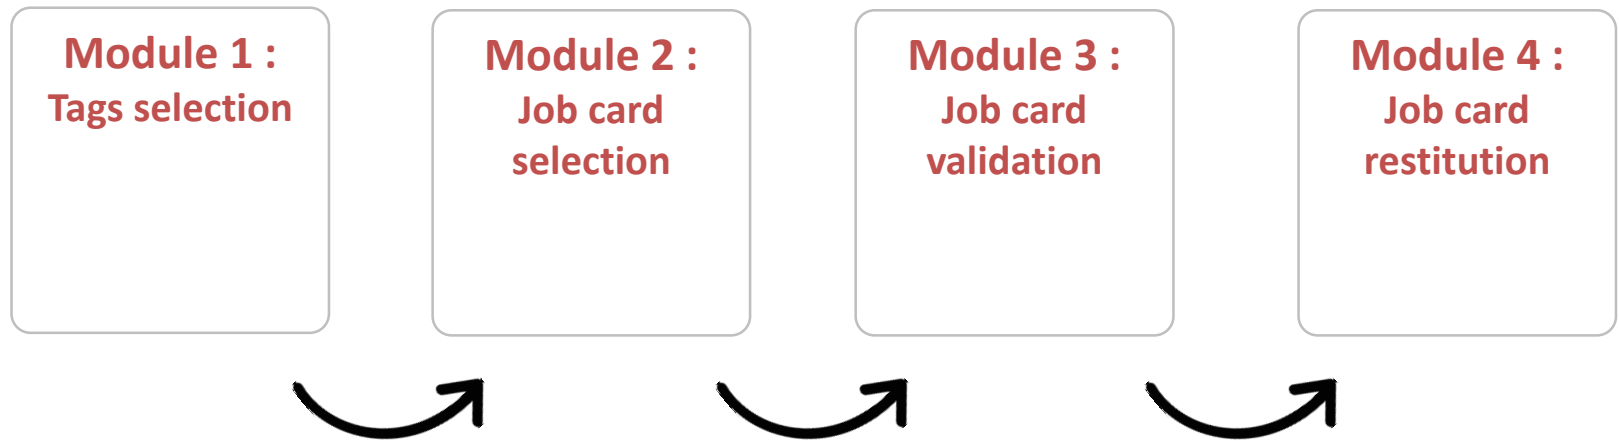 Module 1 :
Tags selection
Module 2 :
Job card
selection
Module 3 :
Job card
validation
Module 4 :
Job card
restitution